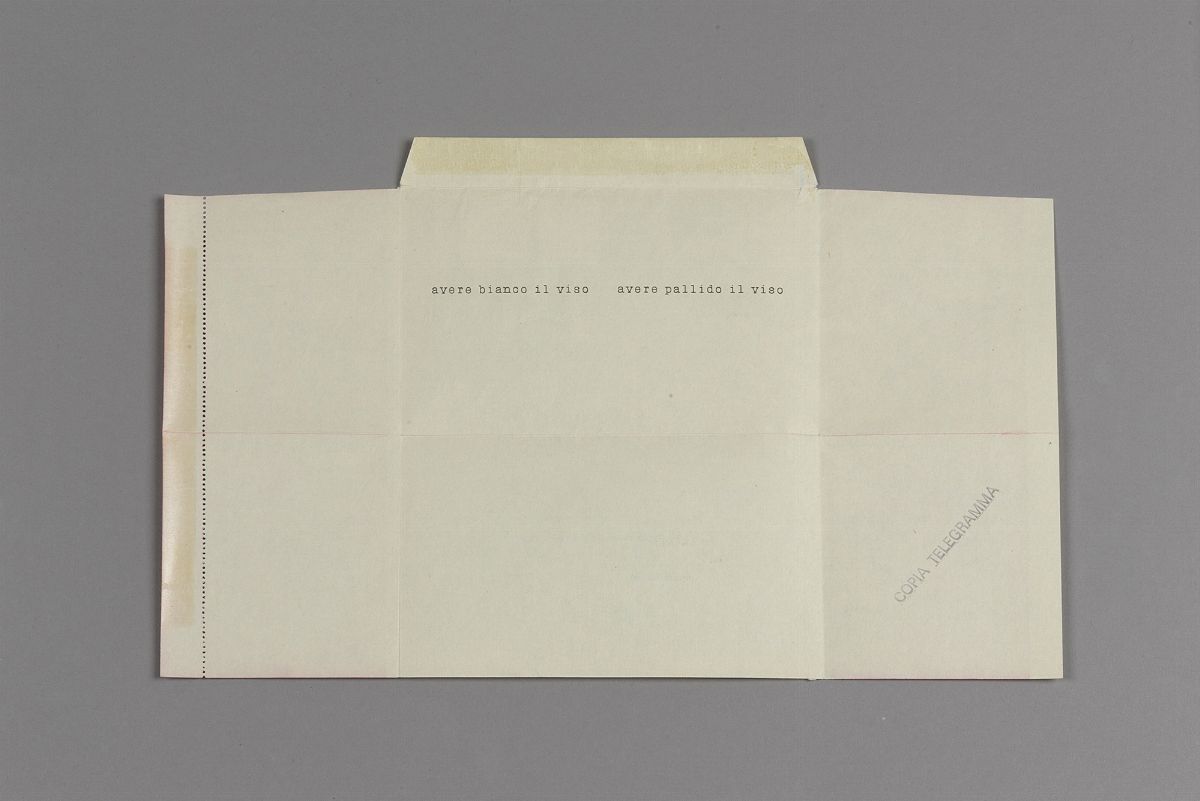 avere bianco il viso avere pallido il viso
COPIA TELEGRAMMA